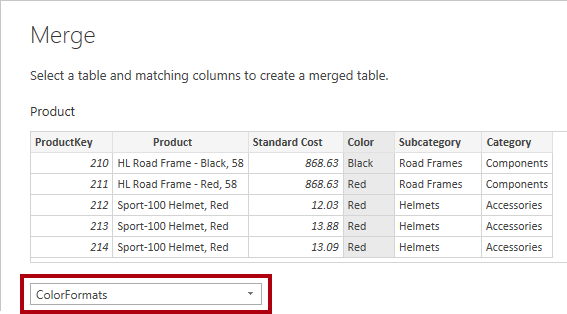 Merge
Select a table and matching columns to create a merged table.
Product
ProductKey Product Standard Cost Color Subcategory Category
210 HL Road Frame - Black, 58 868.63 Black Road Frames Components
211 HL Road Frame - Red, 58 868.63 Red Road Frames Components
212 Sport-100 Helmet, Red 12.03 Red Helmets Accessories
213 Sport-100 Helmet, Red 13.88 Red Helmets Accessories
214 Sport-100 Helmet, Red 13.09 Red Helmets Accessories
ColorFormats